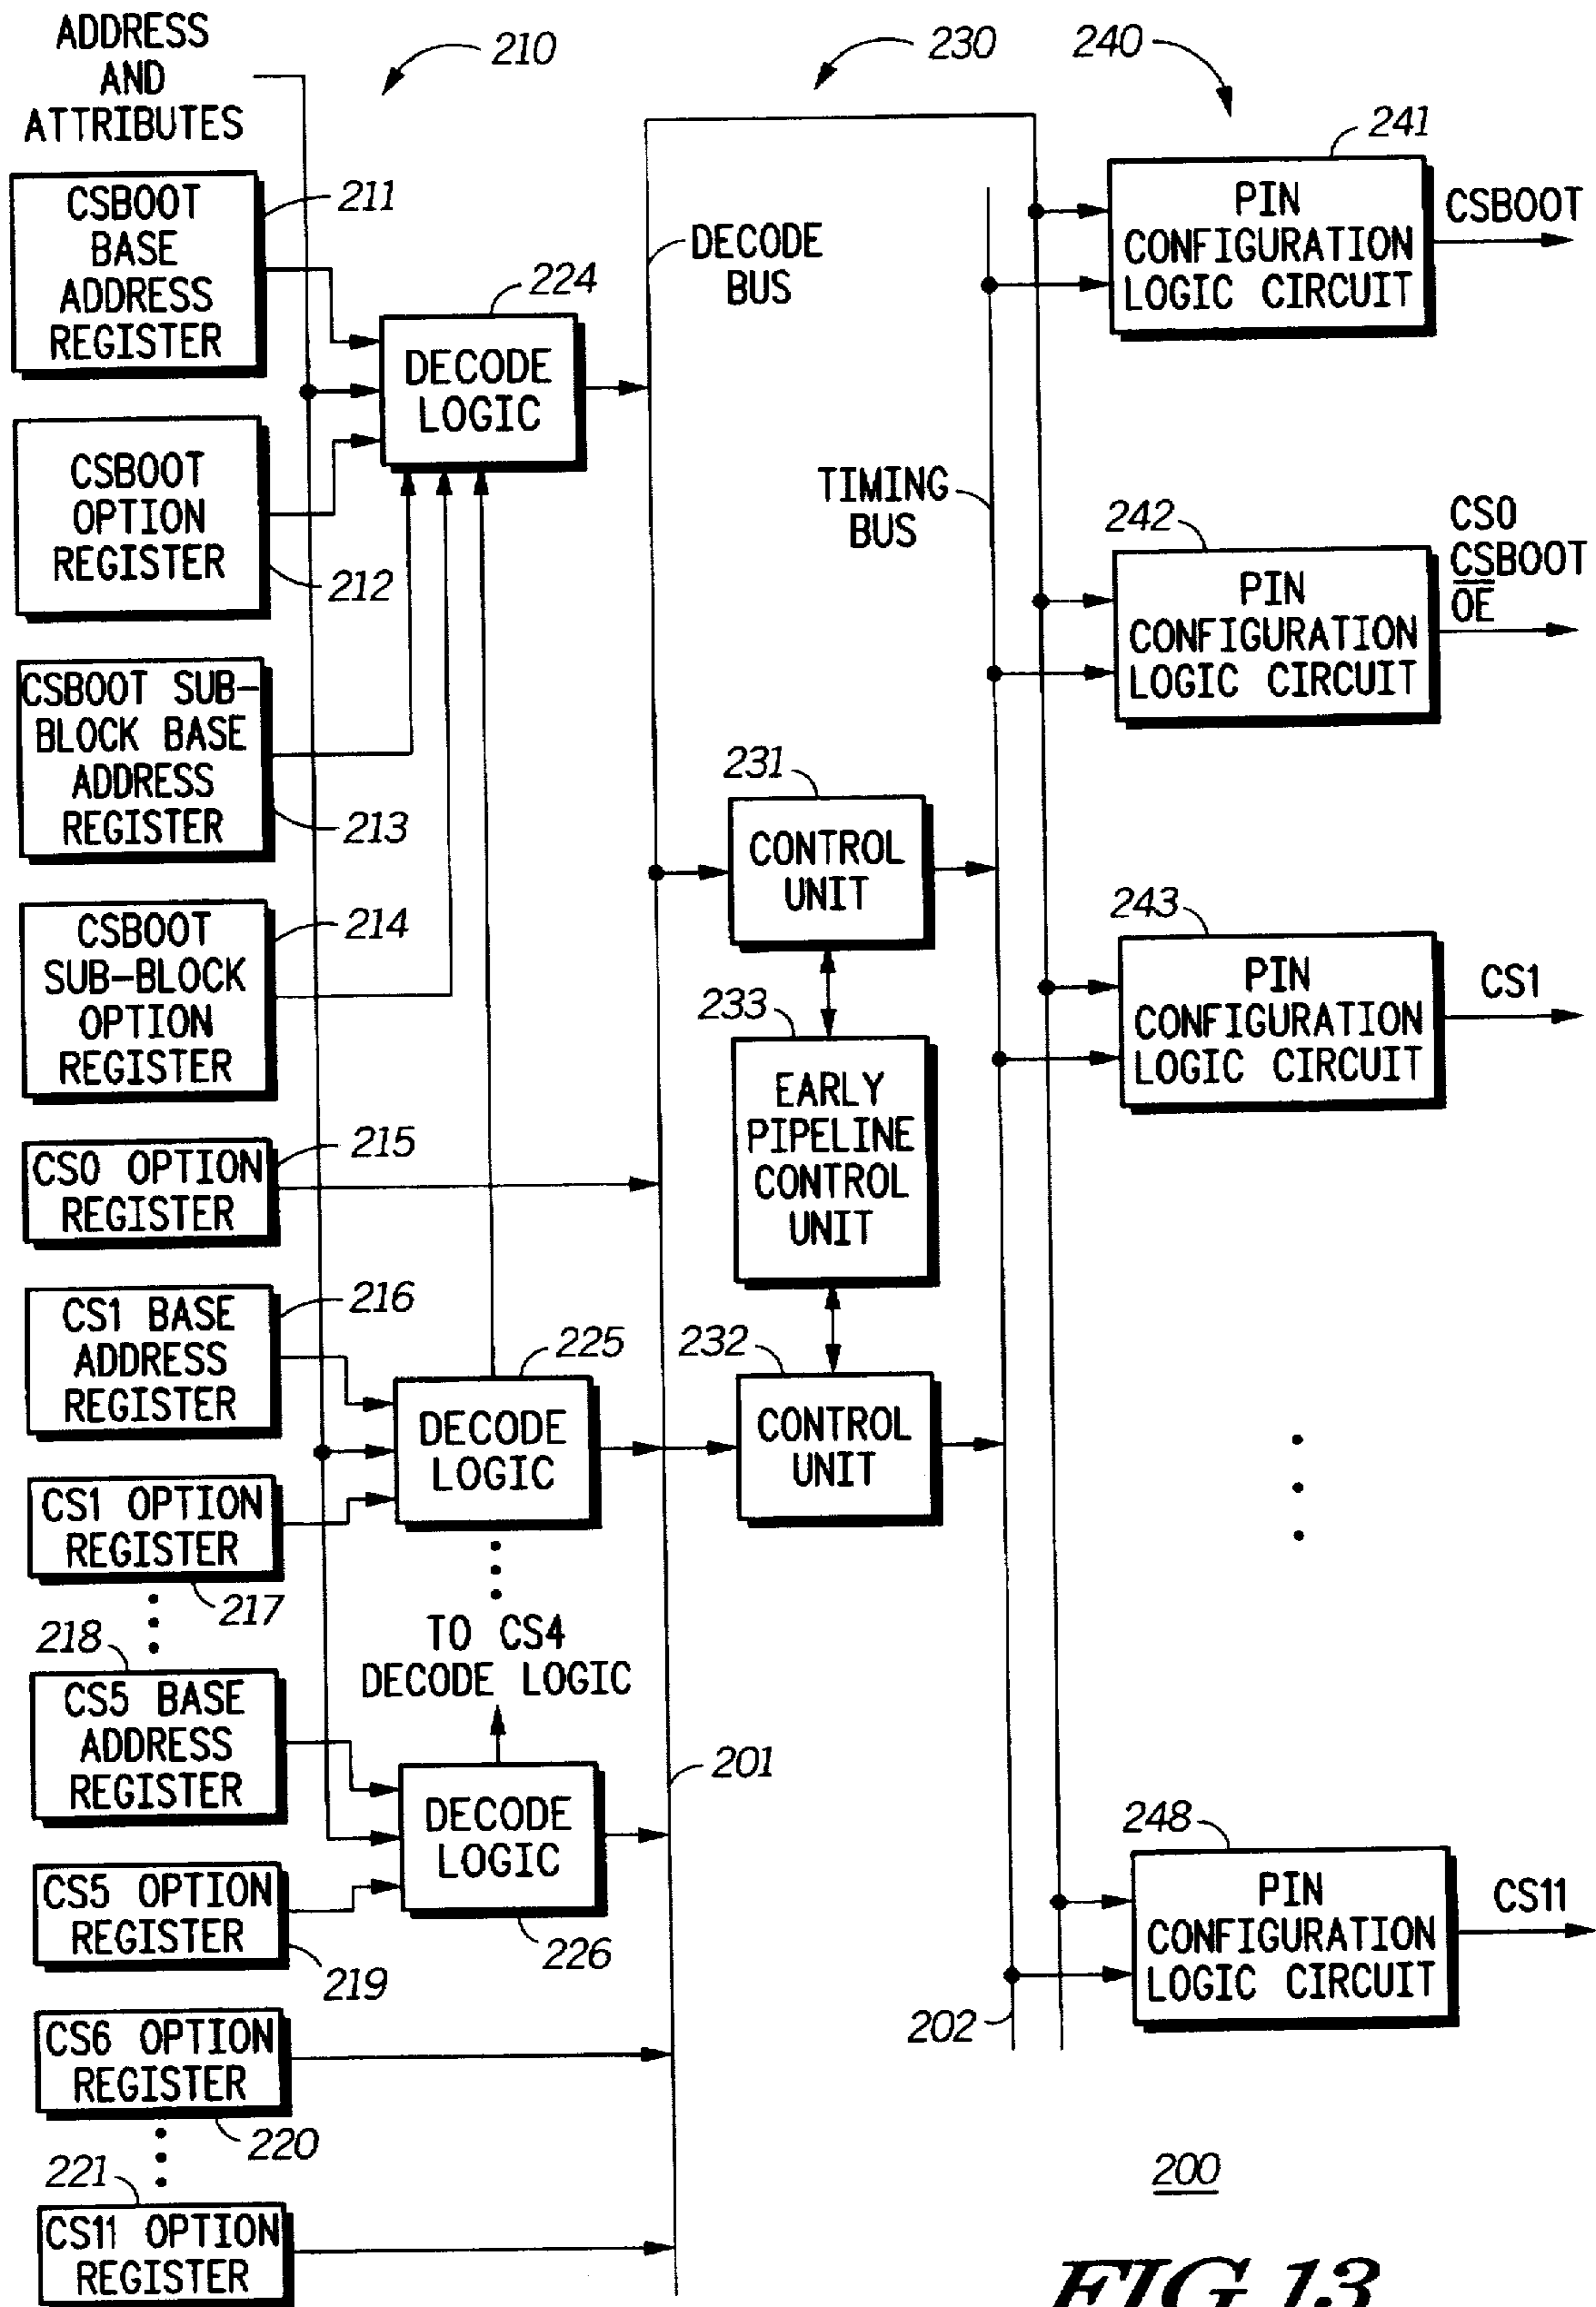 ADDRESS
AND
ATTRIBUTES
210
230
240
CSBOOT
BASE
ADDRESS
REGISTER
211
CSBOOT
OPTION
REGISTER
212
CSBOOT SUB-
BLOCK BASE
ADDRESS
REGISTER
213
CSBOOT
SUB-BLOCK
OPTION
REGISTER
214
CS0 OPTION
REGISTER
215
CS1 BASE
ADDRESS
REGISTER
216
CS1 OPTION
REGISTER
217
218
CS5 BASE
ADDRESS
REGISTER
CS5 OPTION
REGISTER
219
CS6 OPTION
REGISTER
220
221
CS11 OPTION
REGISTER
224
DECODE
LOGIC
225
DECODE
LOGIC
TO CS4
DECODE LOGIC
DECODE
LOGIC
226
DECODE
BUS
201
TIMING
BUS
231
CONTROL
UNIT
233
EARLY
PIPELINE
CONTROL
UNIT
232
CONTROL
UNIT
202
241
PIN
CONFIGURATION
LOGIC CIRCUIT
CSBOOT
242
PIN
CONFIGURATION
LOGIC CIRCUIT
CS0
CSBOOT
OE
243
PIN
CONFIGURATION
LOGIC CIRCUIT
CS1
248
PIN
CONFIGURATION
LOGIC CIRCUIT
CS11
200
FIG.13